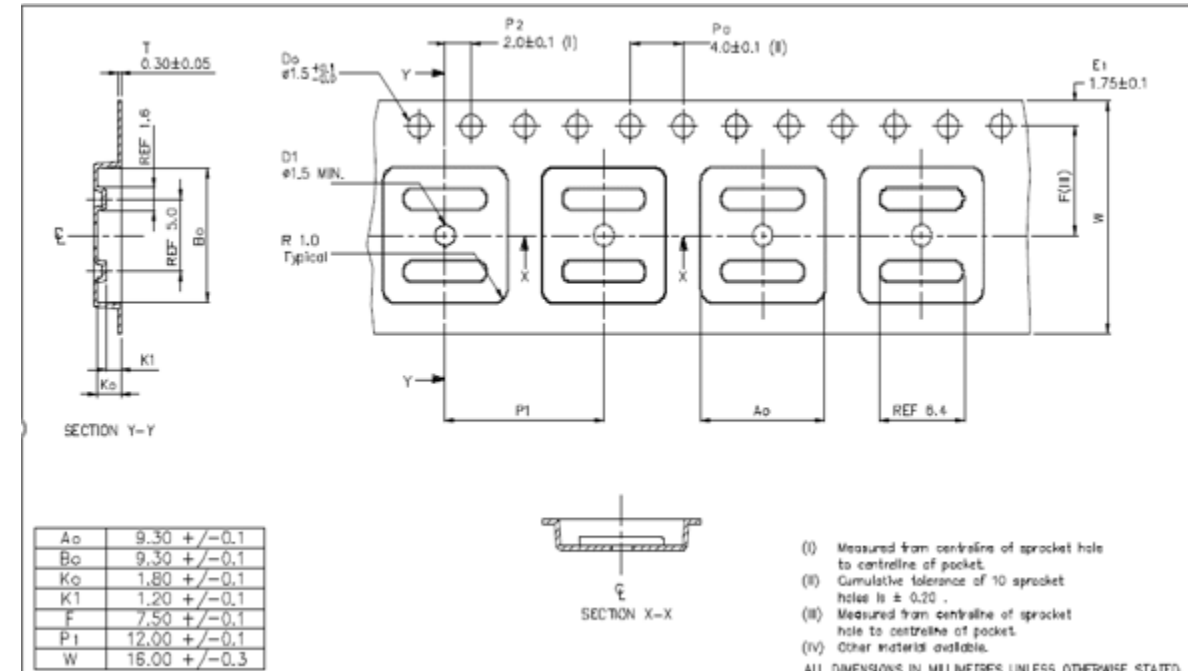 P2
2.0±0.1 (I)
Po
4.0±0.1 (II)
E1
1.75±0.1
T
0.30±0.05
Do
ø1.5 +0.1 -0.0
Y
REF 1.6
D1
ø1.5 MIN.
F(III)
W
REF 5.0
Bo
R 1.0
Typical
X
X
K1
Ko
Y
P1
Ao
REF 6.4
SECTION Y-Y
Ao 9.30 +/-0.1
Bo 9.30 +/-0.1
Ko 1.80 +/-0.1
K1 1.20 +/-0.1
F 7.50 +/-0.1
P1 12.00 +/-0.1
W 16.00 +/-0.3
SECTION X-X
(I) Measured from centreline of sprocket hole
to centreline of pocket.
(II) Cumulative tolerance of 10 sprocket
holes is ± 0.20 .
(III) Measured from centreline of sprocket
hole to centreline of pocket.
(IV) Other material available.
ALL DIMENSIONS IN MILLIMETRES UNLESS OTHERWISE STATED